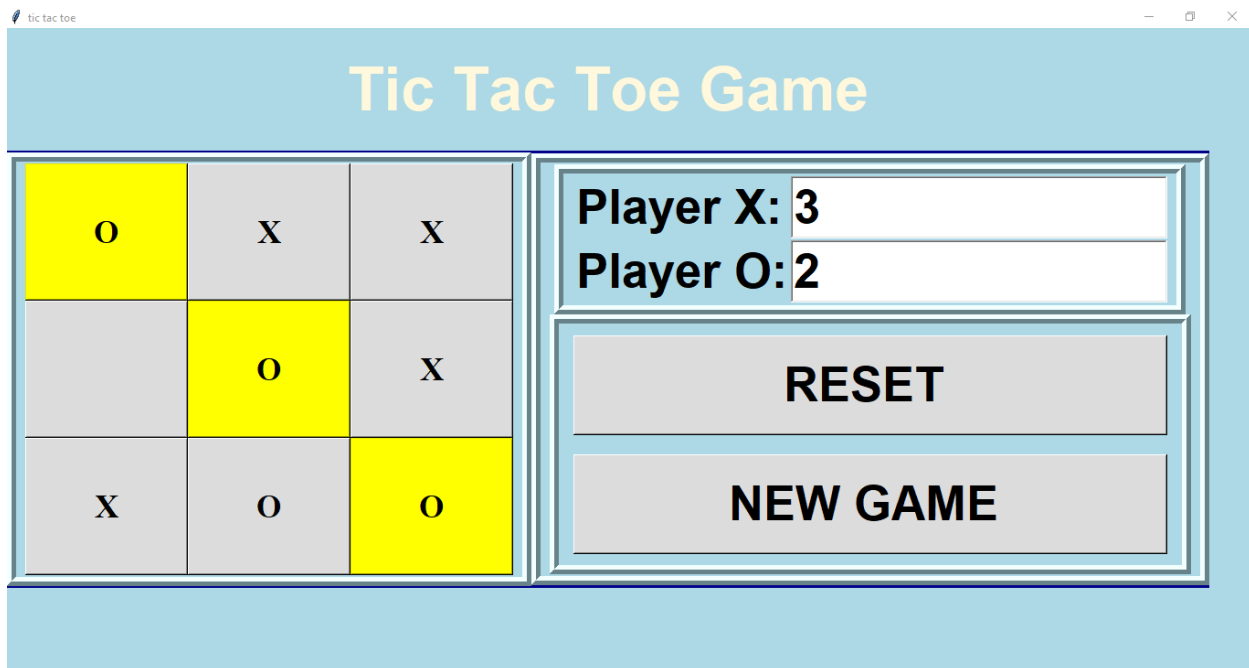 tic tac toe
Tic Tac Toe Game
O X X
O X
X O O
Player X: 3
Player O: 2
RESET
NEW GAME